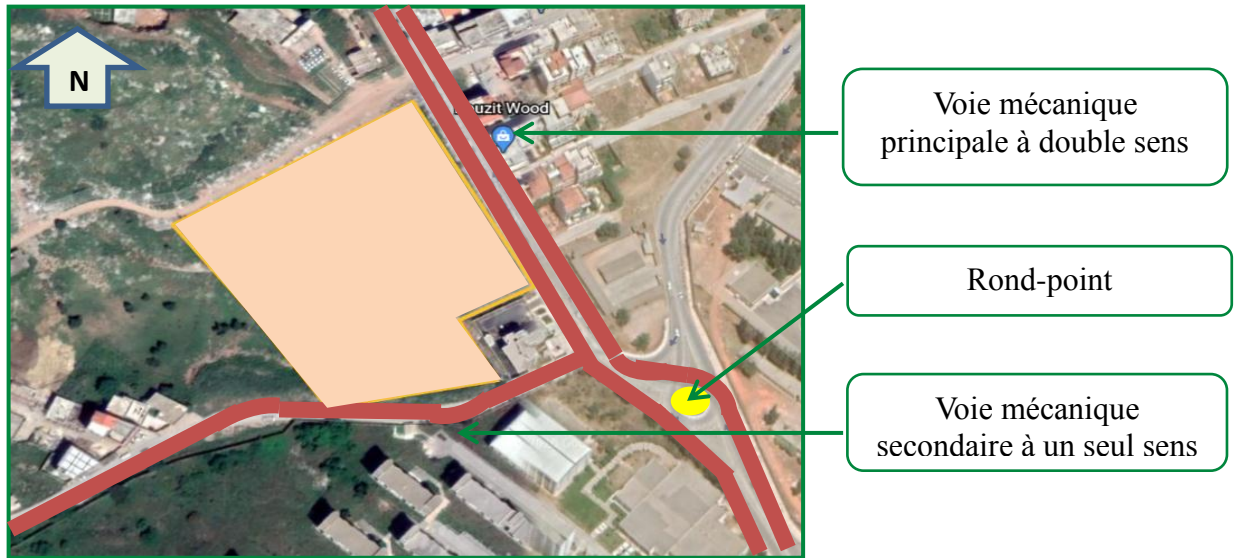 N
Wood
Voie mécanique
principale à double sens
Rond-point
Voie mécanique
secondaire à un seul sens